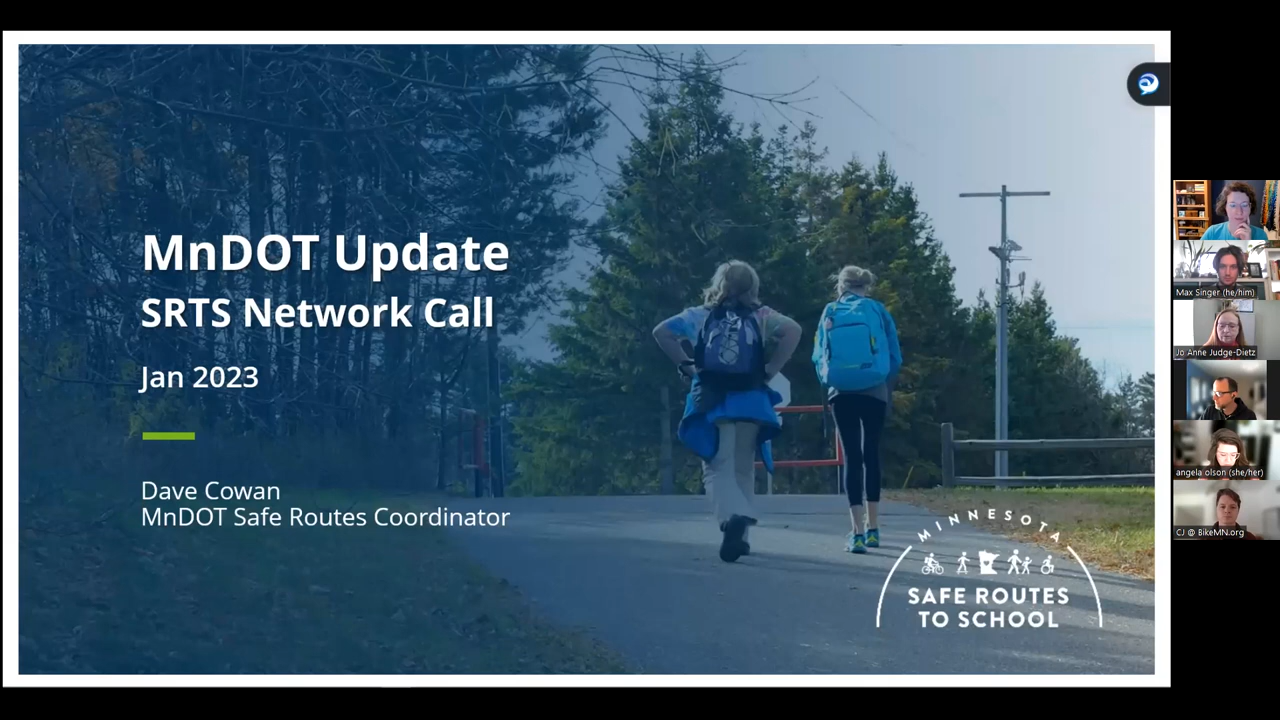 MnDOT Update
SRTS Network Call
Jan 2023
Dave Cowan
MnDOT Safe Routes Coordinator
MINNESOTA
SAFE ROUTES
TO SCHOOL
Max Singer (he/him)
Jo Anne Judge-Dietz
angela olson (she/her)
CJ @ BikeMN.org